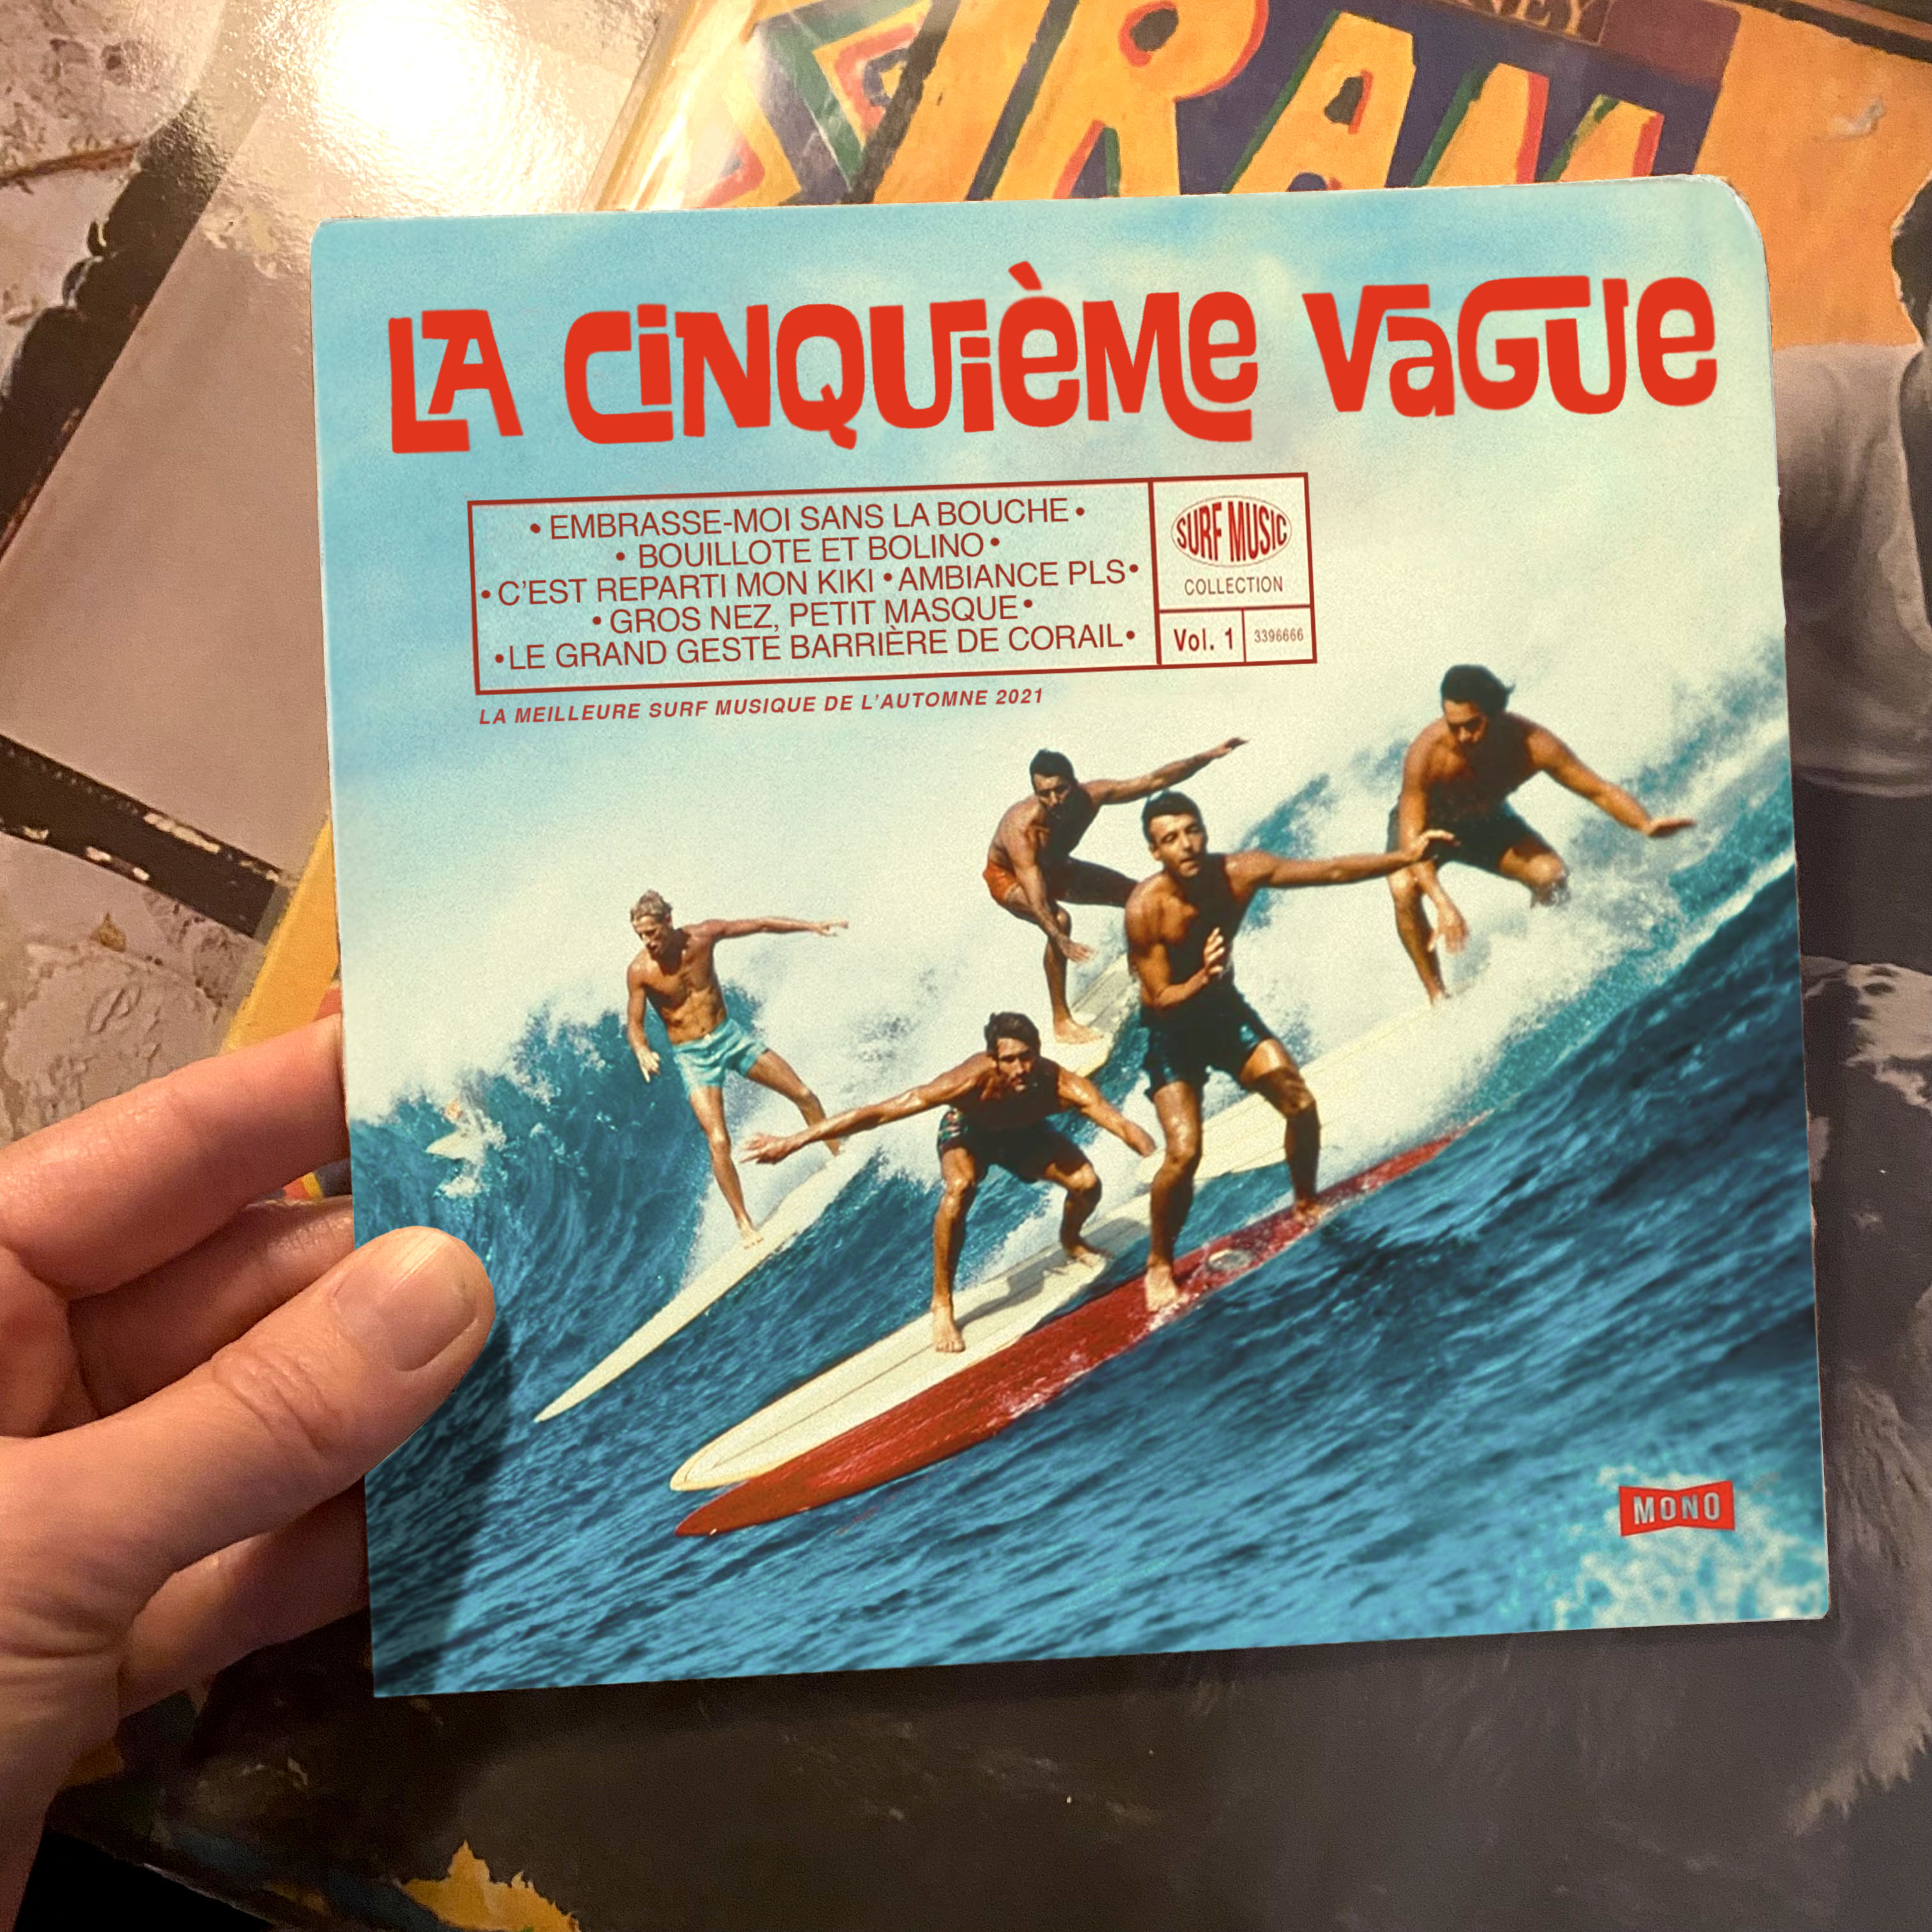 NEY
RAM
LA CINQUIÈME VAGUE
• EMBRASSE-MOI SANS LA BOUCHE •
• BOUILLOTE ET BOLINO •
• C'EST REPARTI MON KIKI • AMBIANCE PLS •
• GROS NEZ, PETIT MASQUE •
• LE GRAND GESTE BARRIÈRE DE CORAIL •
SURF MUSIC
COLLECTION
Vol. 1
3396666
LA MEILLEURE SURF MUSIQUE DE L'AUTOMNE 2021
MONO